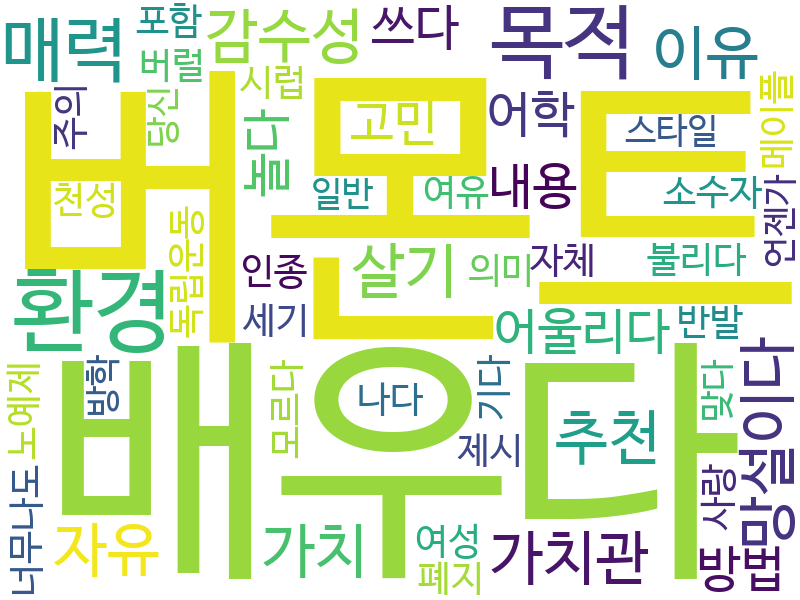 매력
포함
버럴
감수성
쓰다
목적
이유
시럽
주의
당신
버몬트
고민
어학
스타일
메이플
눌다
천성
일반
여유
내용
소수자
언젠가
독립운동
인종
살기
의미
자체
불리다
환경
세기
어울리다
반발
노예제
방학
배우다
모르다
나다
기다
제시
추천
맞다
망설이다
너무나도
자유
가치
여성
폐지
가치관
사랑
방법